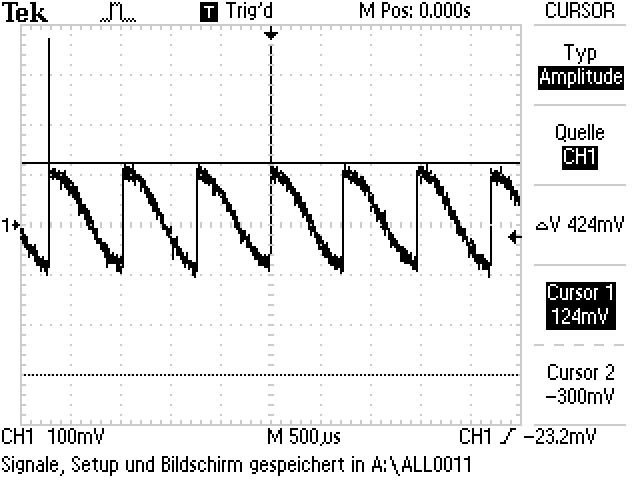 Tek T Trig'd M Pos: 0.000s CURSOR
Typ
Amplitude
Quelle
CH1
1
△V 424mV
Cursor 1
124mV
Cursor 2
-300mV
CH1 100mV M 500µs CH1 -23.2mV
Signale, Setup und Bildschirm gespeichert in A:\ALL0011